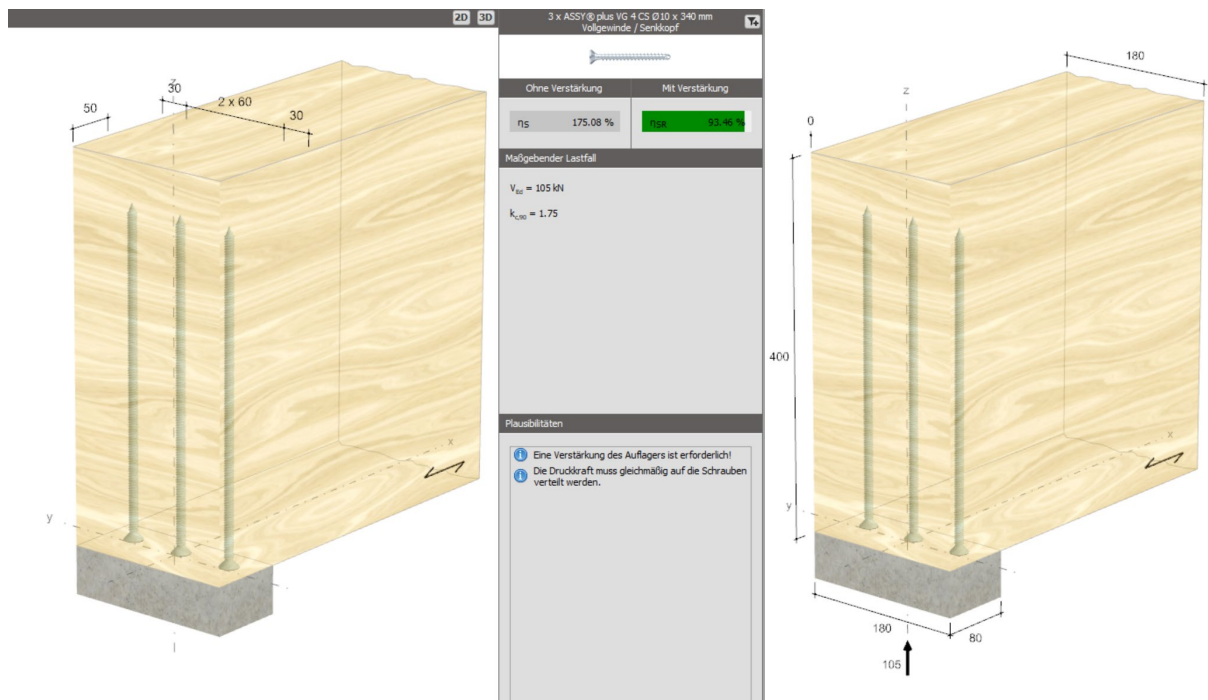 2D 3D
z
30
50
2 x 60
30
y
x
3 x ASSY® plus VG 4 CS Ø10 x 340 mm
Vollgewinde / Senkkopf
Ohne Verstärkung
Mit Verstärkung
ηS 175.08 %
ηSR 93.46 %
Maßgebender Lastfall
VEd = 105 kN
kc,90 = 1.75
Plausibilitäten
Eine Verstärkung des Auflagers ist erforderlich!
Die Druckkraft muss gleichmäßig auf die Schrauben
verteilt werden.
180
z
0
400
x
y
180
80
105